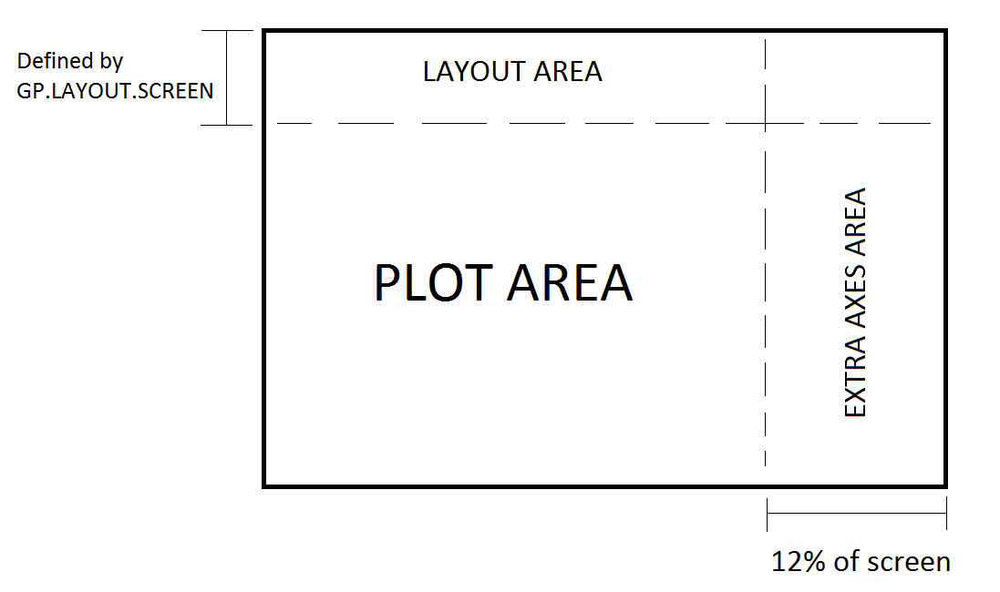 Defined by
GP.LAYOUT.SCREEN
LAYOUT AREA
PLOT AREA
EXTRA AXES AREA
12% of screen